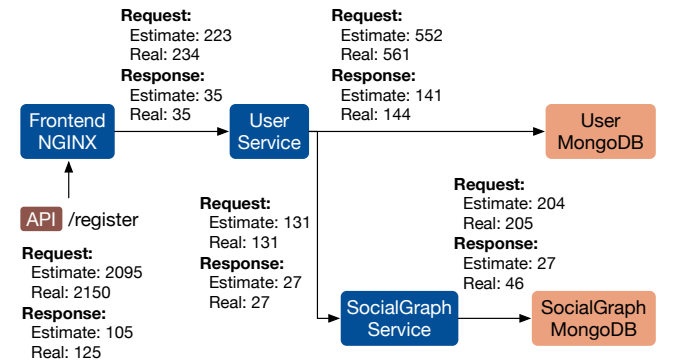 Request:
Estimate: 223
Real: 234
Response:
Estimate: 35
Real: 35
Request:
Estimate: 552
Real: 561
Response:
Estimate: 141
Real: 144
Frontend
NGINX
User
Service
User
MongoDB
API /register
Request:
Estimate: 2095
Real: 2150
Response:
Estimate: 105
Real: 125
Request:
Estimate: 131
Real: 131
Response:
Estimate: 27
Real: 27
Request:
Estimate: 204
Real: 205
Response:
Estimate: 27
Real: 46
SocialGraph
Service
SocialGraph
MongoDB